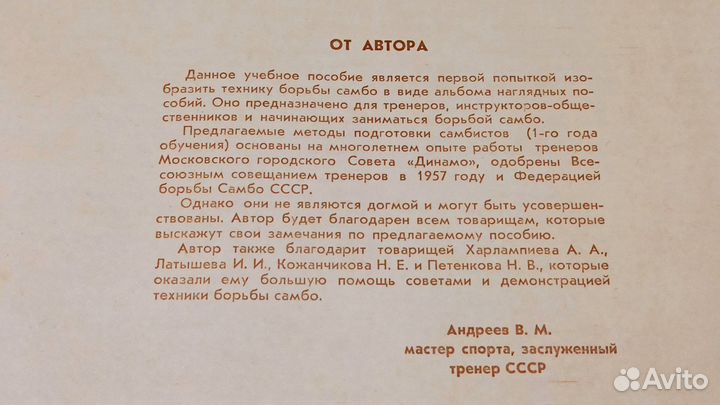 ОТ АВТОРА
Данное учебное пособие является первой попыткой изо-
бразить технику борьбы самбо в виде альбома наглядных по-
собий. Оно предназначено для тренеров, инструкторов-обще-
ственников и начинающих заниматься борьбой самбо.
Предлагаемые методы подготовки самбистов (1-го года
обучения) основаны на многолетнем опыте работы тренеров
Московского городского Совета «Динамо», одобрены Все-
союзным совещанием тренеров в 1957 году и Федерацией
борьбы Самбо СССР.
Однако они не являются догмой и могут быть усовершен-
ствованы. Автор будет благодарен всем товарищам, которые
выскажут свои замечания по предлагаемому пособию.
Автор также благодарит товарищей Харлампиева А. А.,
Латышева И. И., Кожанчикова Н. Е. и Петенкова Н. В., которые
оказали ему большую помощь советами и демонстрацией
техники борьбы самбо.
Андреев В. М.
мастер спорта, заслуженный
тренер СССР
Avito